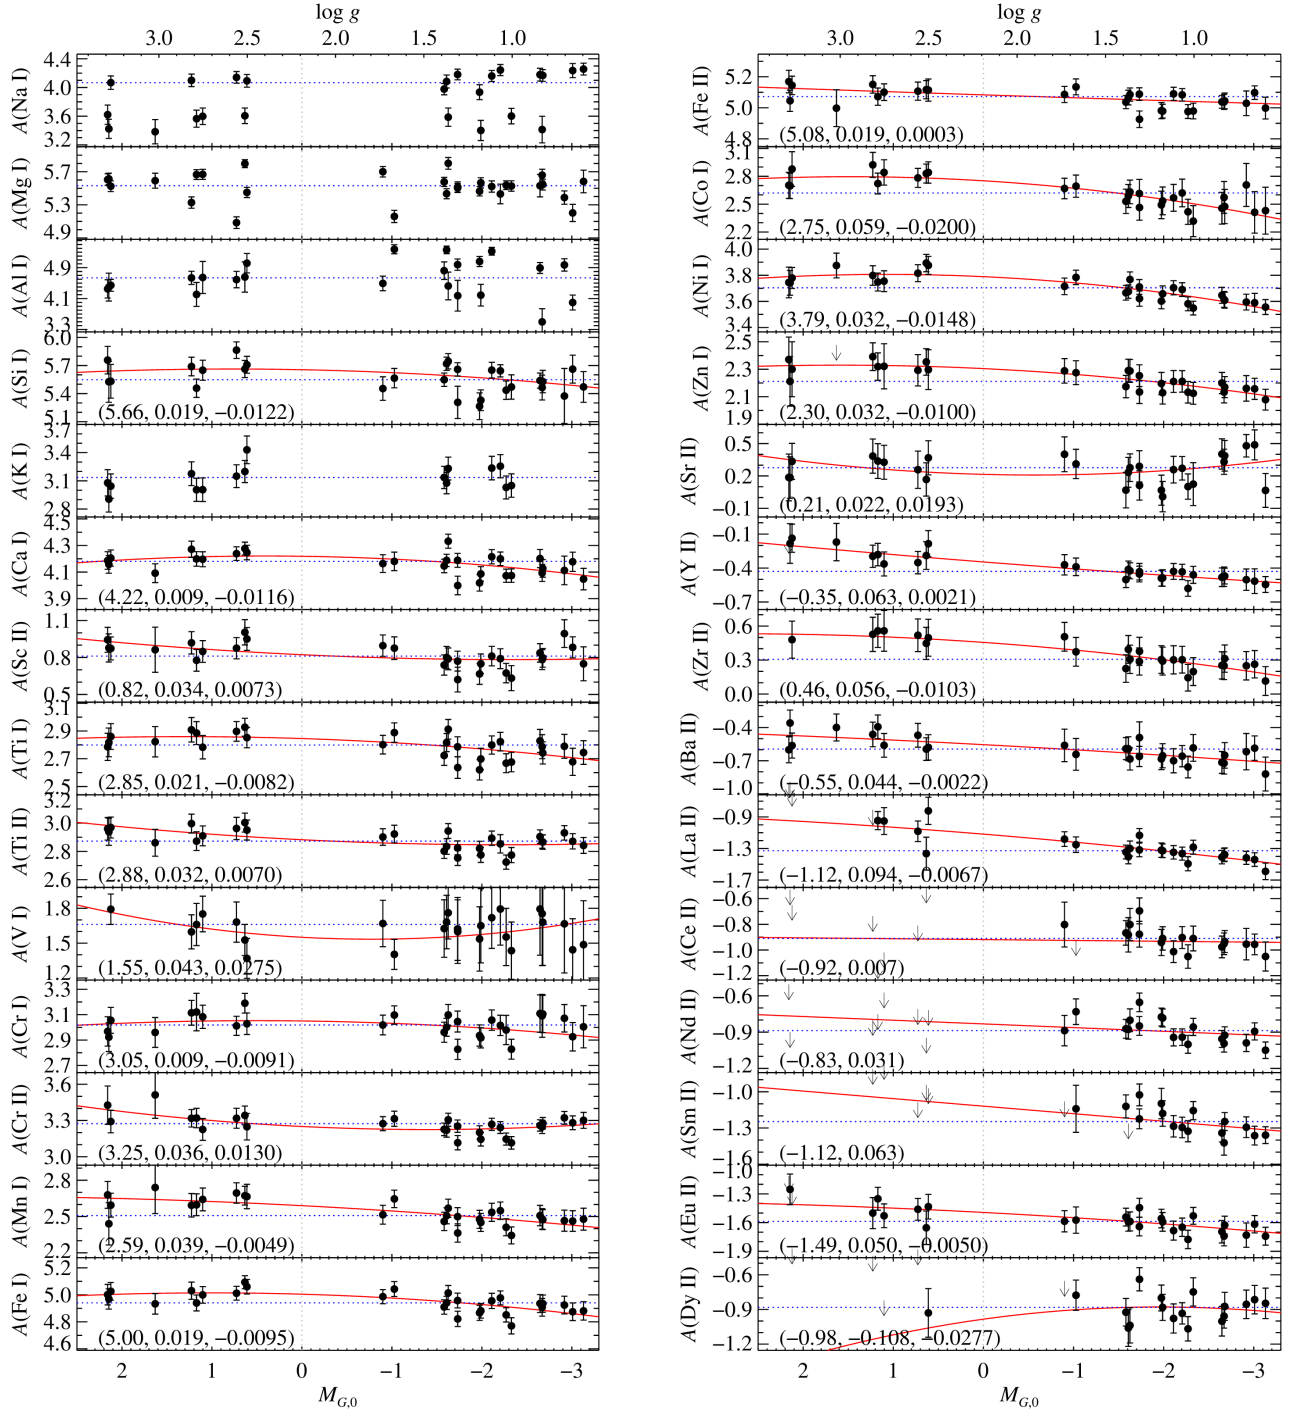 log g
3.0 2.5 2.0 1.5 1.0
A(Na I)
4.4
4.0
3.6
3.2
A(Mg I)
5.7
5.3
4.9
A(Al I)
4.9
4.1
3.3
A(Si I)
6.0
5.7
5.4
5.1
(5.66, 0.019, −0.0122)
A(K I)
3.7
3.4
3.1
2.8
A(Ca I)
4.5
4.3
4.1
3.9
(4.22, 0.009, −0.0116)
A(Sc II)
1.1
0.8
0.5
(0.82, 0.034, 0.0073)
A(Ti I)
3.1
2.9
2.7
2.5
(2.85, 0.021, −0.0082)
A(Ti II)
3.2
3.0
2.8
2.6
(2.88, 0.032, 0.0070)
A(V I)
1.8
1.5
1.2
(1.55, 0.043, 0.0275)
A(Cr I)
3.3
3.1
2.9
2.7
(3.05, 0.009, −0.0091)
A(Cr II)
3.6
3.3
3.0
(3.25, 0.036, 0.0130)
A(Mn I)
2.8
2.5
2.2
(2.59, 0.039, −0.0049)
A(Fe I)
5.2
5.0
4.8
4.6
(5.00, 0.019, −0.0095)
2 1 0 −1 −2 −3
M_{G,0}
log g
3.0 2.5 2.0 1.5 1.0
A(Fe II)
5.2
5.0
4.8
(5.08, 0.019, 0.0003)
A(Co I)
3.1
2.8
2.5
2.2
(2.75, 0.059, −0.0200)
A(Ni I)
4.0
3.8
3.6
3.4
(3.79, 0.032, −0.0148)
A(Zn I)
2.5
2.3
2.1
1.9
(2.30, 0.032, −0.0100)
A(Sr II)
0.5
0.2
−0.1
(0.21, 0.022, 0.0193)
A(Y II)
−0.1
−0.4
−0.7
(−0.35, 0.063, 0.0021)
A(Zr II)
0.6
0.3
0.0
(0.46, 0.056, −0.0103)
A(Ba II)
−0.4
−0.7
−1.0
(−0.55, 0.044, −0.0022)
A(La II)
−0.9
−1.3
−1.7
(−1.12, 0.094, −0.0067)
A(Ce II)
−0.6
−0.8
−1.0
−1.2
(−0.92, 0.007)
A(Nd II)
−0.6
−0.9
−1.2
(−0.83, 0.031)
A(Sm II)
−1.0
−1.3
−1.6
(−1.12, 0.063)
A(Eu II)
−1.0
−1.3
−1.6
−1.9
(−1.49, 0.050, −0.0050)
A(Dy II)
−0.6
−0.9
−1.2
(−0.98, −0.108, −0.0277)
2 1 0 −1 −2 −3
M_{G,0}